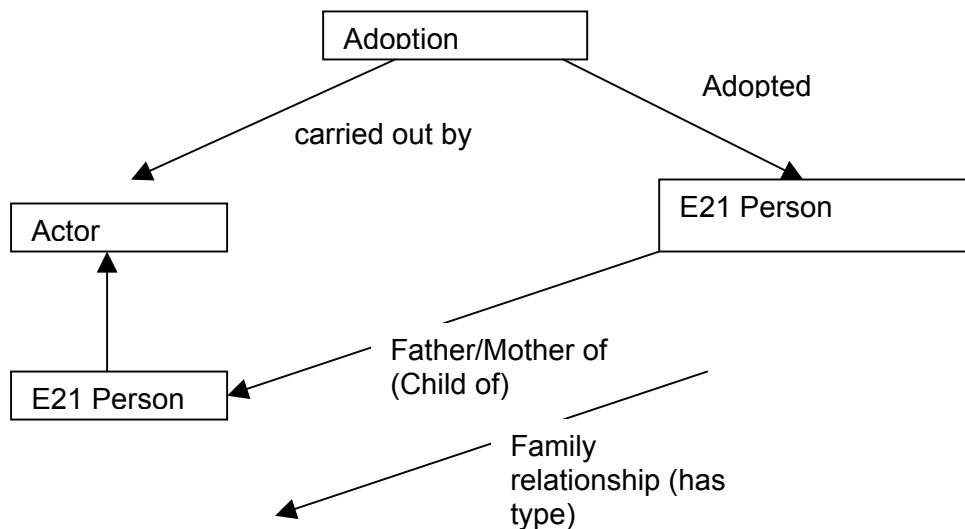 Adoption
Adopted
carried out by
E21 Person
Actor
Father/Mother of
(Child of)
E21 Person
Family
relationship (has
type)